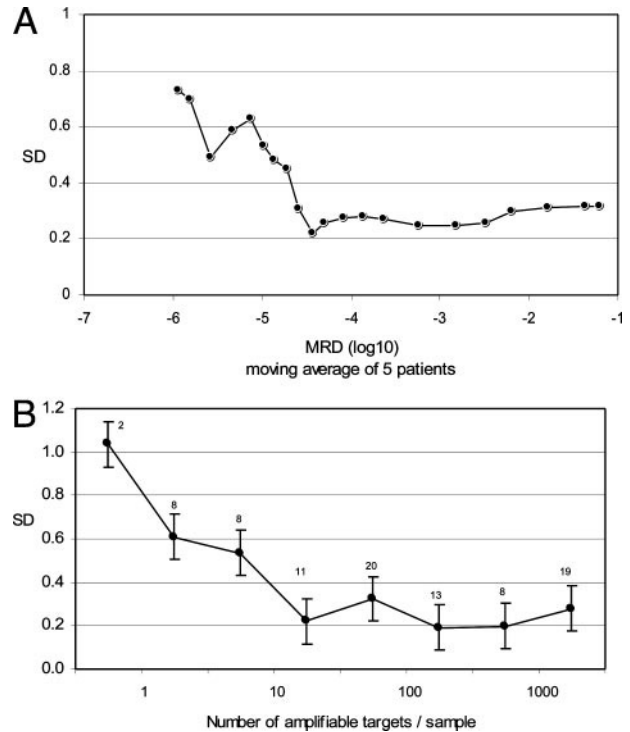 A
1
0.8
0.6
SD
0.4
0.2
0
-7 -6 -5 -4 -3 -2 -1
MRD (log10)
moving average of 5 patients
B
1.2
1.0
0.8
SD
0.6
0.4
0.2
0.0
2 8 8 11 20 13 8 19
1 10 100 1000
Number of amplifiable targets / sample